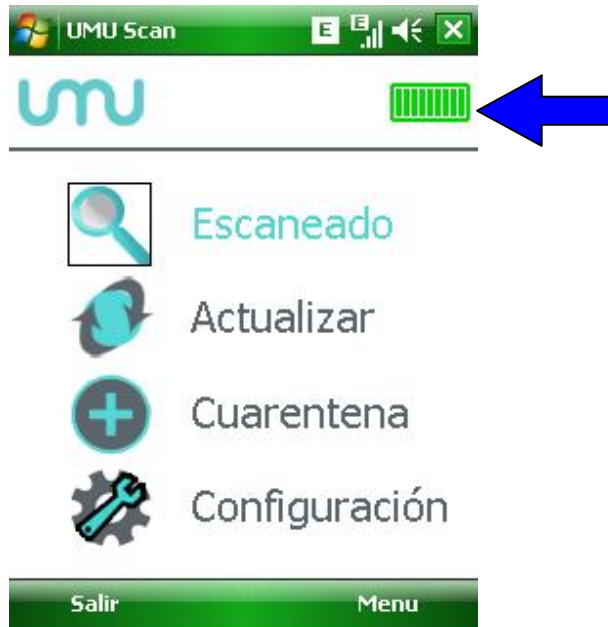 UMU Scan E E
umu
Escaneado
Actualizar
Cuarentena
Configuración
Salir Menu